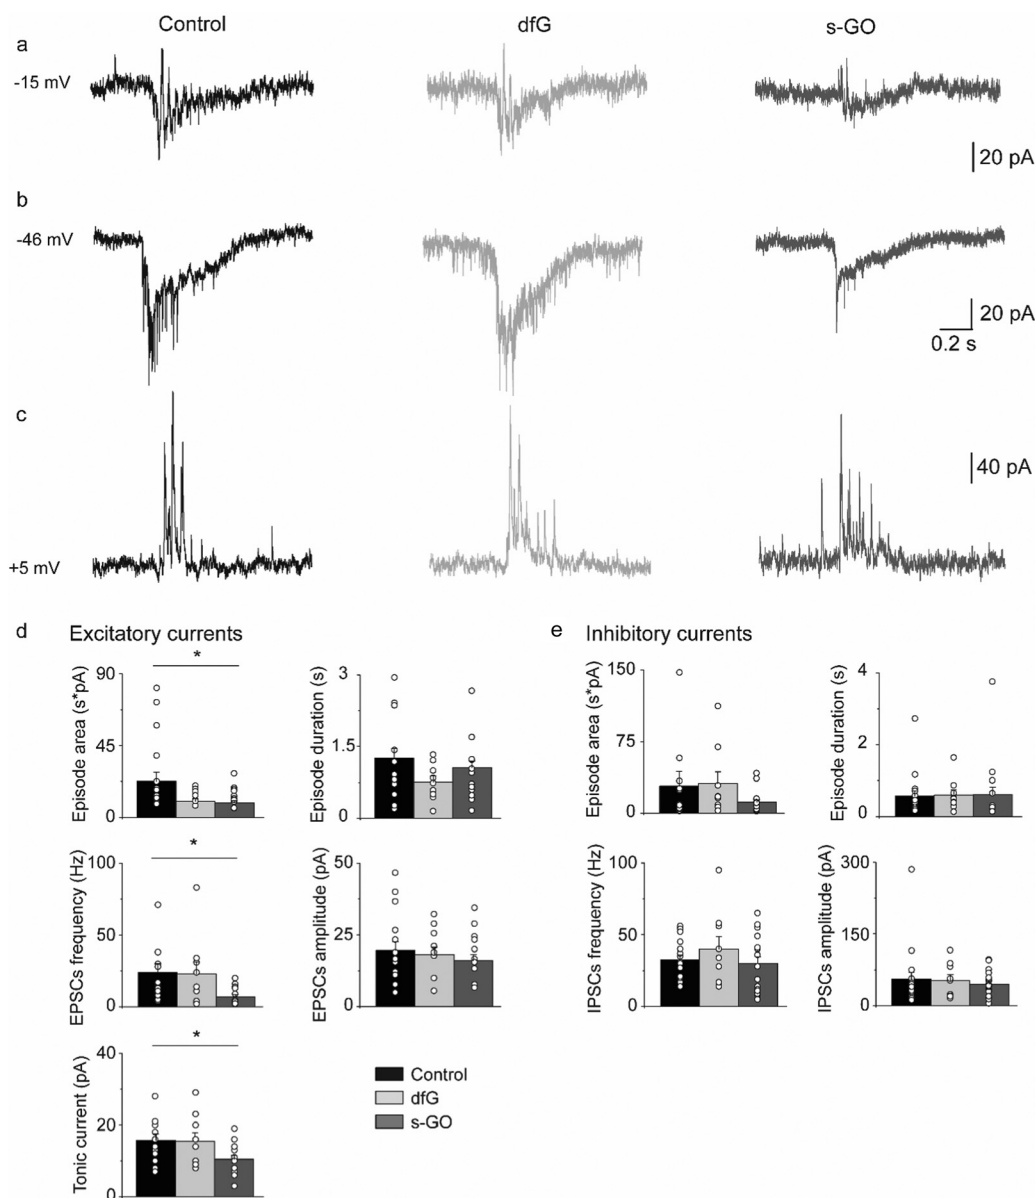 Control dfG s-GO
a
-15 mV
20 pA
b
-46 mV
20 pA
0.2 s
c
40 pA
+5 mV
d Excitatory currents
e Inhibitory currents
Episode area (s*pA)
90
45
0
*
Episode duration (s)
3
1.5
0
Episode area (s*pA)
150
75
0
Episode duration (s)
4
2
0
EPSCs frequency (Hz)
100
50
0
*
EPSCs amplitude (pA)
50
25
0
IPSCs frequency (Hz)
100
50
0
IPSCs amplitude (pA)
300
150
0
Tonic current (pA)
40
20
0
*
Control
dfG
s-GO